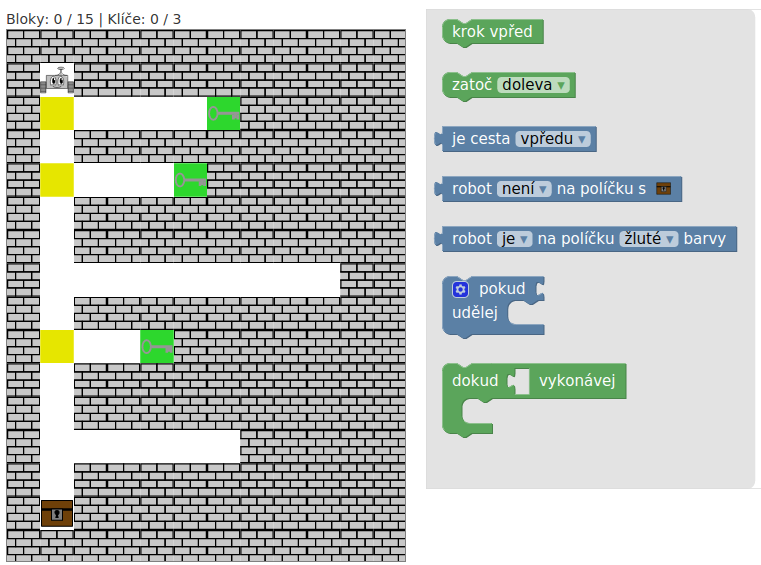 Bloky: 0 / 15 | Klíče: 0 / 3
krok vpřed
zatoč doleva ▼
je cesta vpředu ▼
robot není ▼ na políčku s
robot je ▼ na políčku žluté ▼ barvy
pokud
udělej
dokud vykonávej